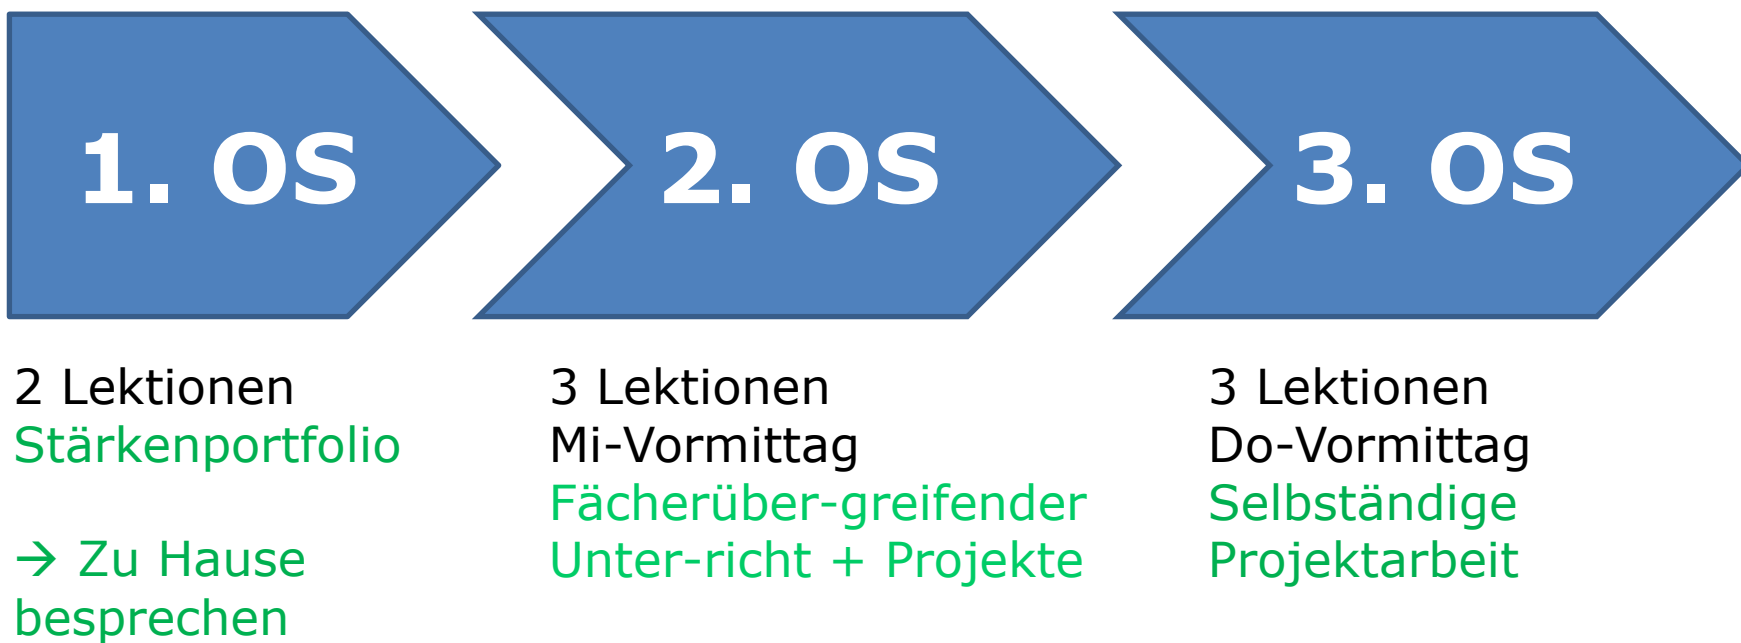 1. OS
2. OS
3. OS
2 Lektionen
Stärkenportfolio
→ Zu Hause
besprechen
3 Lektionen
Mi-Vormittag
Fächerüber-greifender
Unter-richt + Projekte
3 Lektionen
Do-Vormittag
Selbständige
Projektarbeit